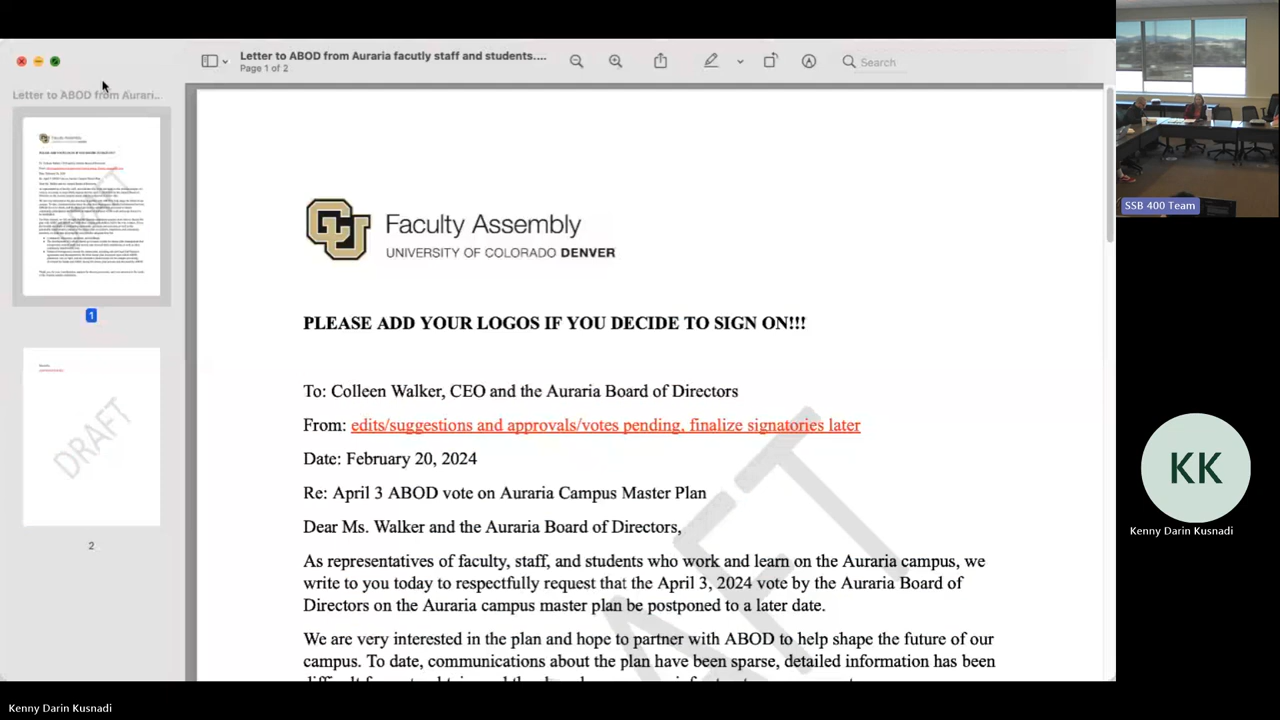 Letter to ABOD from Auraria facutly staff and students....
Page 1 of 2
Search
Letter to ABOD from Aurari...
1
2
DRAFT
CU
Faculty Assembly
UNIVERSITY OF COLORADO DENVER
PLEASE ADD YOUR LOGOS IF YOU DECIDE TO SIGN ON!!!
To: Colleen Walker, CEO and the Auraria Board of Directors
From: edits/suggestions and approvals/votes pending, finalize signatories later
Date: February 20, 2024
Re: April 3 ABOD vote on Auraria Campus Master Plan
Dear Ms. Walker and the Auraria Board of Directors,
As representatives of faculty, staff, and students who work and learn on the Auraria campus, we
write to you today to respectfully request that the April 3, 2024 vote by the Auraria Board of
Directors on the Auraria campus master plan be postponed to a later date.
We are very interested in the plan and hope to partner with ABOD to help shape the future of our
campus. To date, communications about the plan have been sparse, detailed information has been
SSB 400 Team
KK
Kenny Darin Kusnadi
Kenny Darin Kusnadi